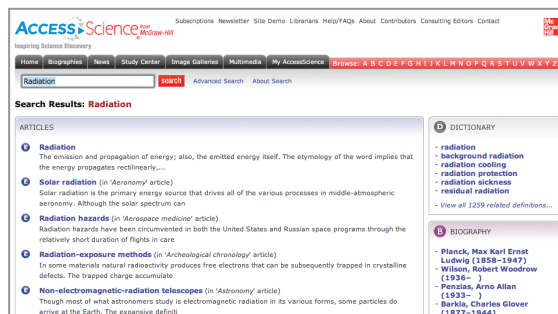 Subscriptions Newsletter Site Demo Librarians Help/FAQs About Contributors Consulting Editors Contact
ACCESS Science from McGraw-Hill
Inspiring Science Discovery
Mc Graw Hill
Home Biographies News Study Center Image Galleries Multimedia My AccessScience Browse: A B C D E F G H I J K L M N O P Q R S T U V W X Y Z
Radiation search Advanced Search About Search
Search Results: Radiation
ARTICLES
E Radiation
The emission and propagation of energy; also, the emitted energy itself. The etymology of the word implies that
the energy propagates rectilinearly,...
E Solar radiation (in 'Aeronomy' article)
Solar radiation is the primary energy source that drives all of the various processes in middle-atmospheric
aeronomy. Although the solar spectrum can
E Radiation hazards (in 'Aerospace medicine' article)
Radiation hazards have been circumvented in both the United States and Russian space programs through the
relatively short duration of flights in care
E Radiation-exposure methods (in 'Archeological chronology' article)
In some materials natural radioactivity produces free electrons that can be subsequently trapped in crystalline
defects. The trapped charge accumulate
E Non-electromagnetic-radiation telescopes (in 'Astronomy' article)
Though most of what astronomers study is electromagnetic radiation in its various forms, some particles do
arrive at the Earth. The expansive definiti
D DICTIONARY
- radiation
- background radiation
- radiation cooling
- radiation protection
- radiation sickness
- residual radiation
- View all 1259 related definitions...
B BIOGRAPHY
- Planck, Max Karl Ernst
Ludwig (1858-1947)
- Wilson, Robert Woodrow
(1936- )
- Penzias, Arno Allan
(1933- )
- Barkla, Charles Glover
(1877-1944)